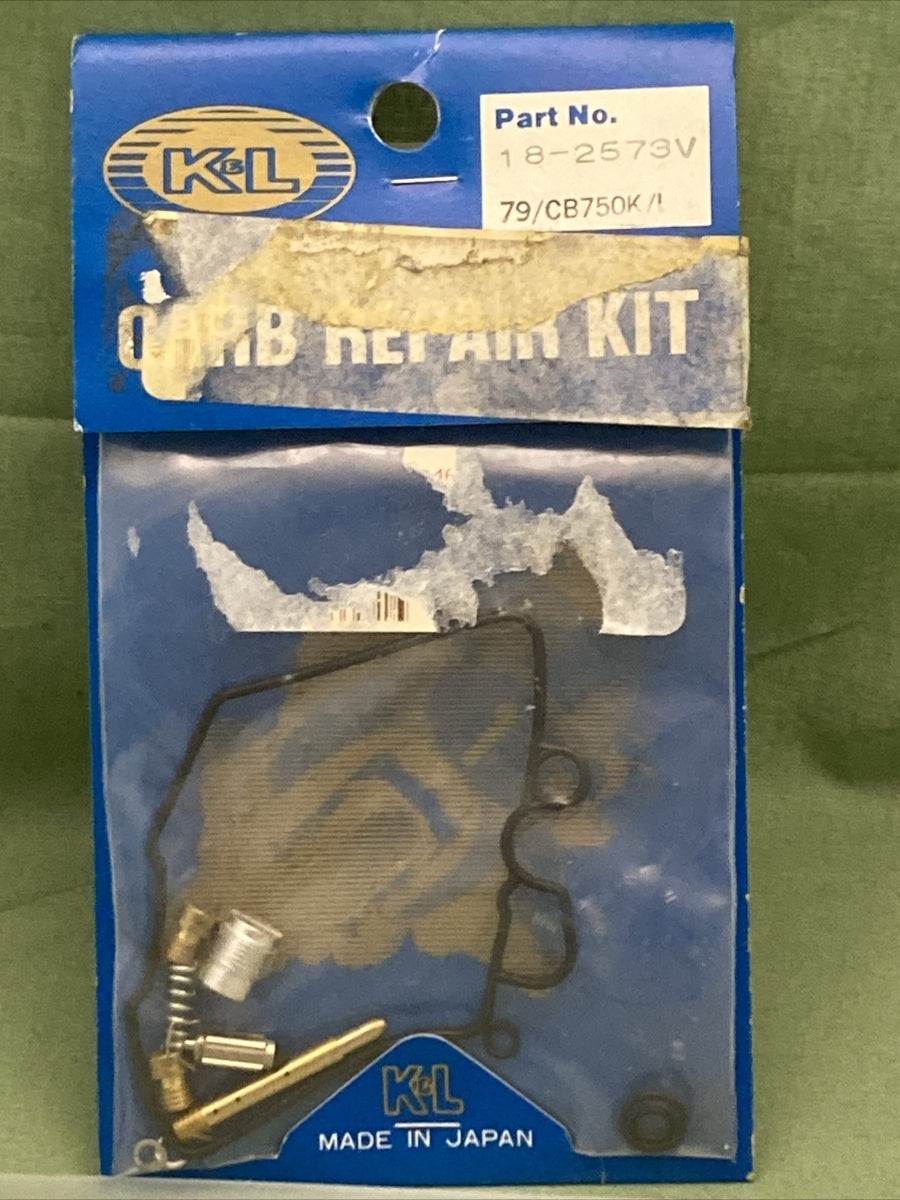 K&L
Part No.
18-2573V
79/CB750K/L
CARB REPAIR KIT
K&L
MADE IN JAPAN